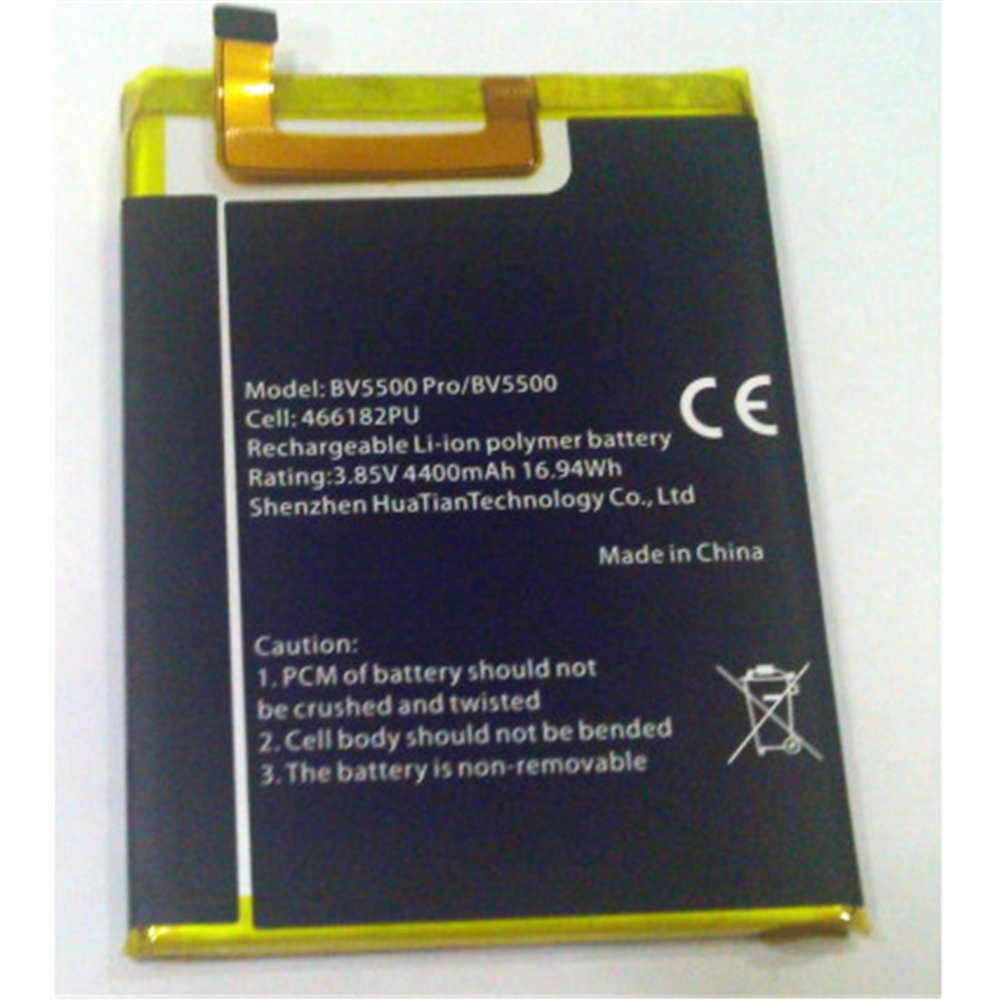 Model: BV5500 Pro/BV5500
Cell: 466182PU
Rechargeable Li-ion polymer battery
Rating:3.85V 4400mAh 16.94Wh
Shenzhen HuaTianTechnology Co., Ltd
CE
Made in China
Caution:
1. PCM of battery should not
be crushed and twisted
2. Cell body should not be bended
3. The battery is non-removable